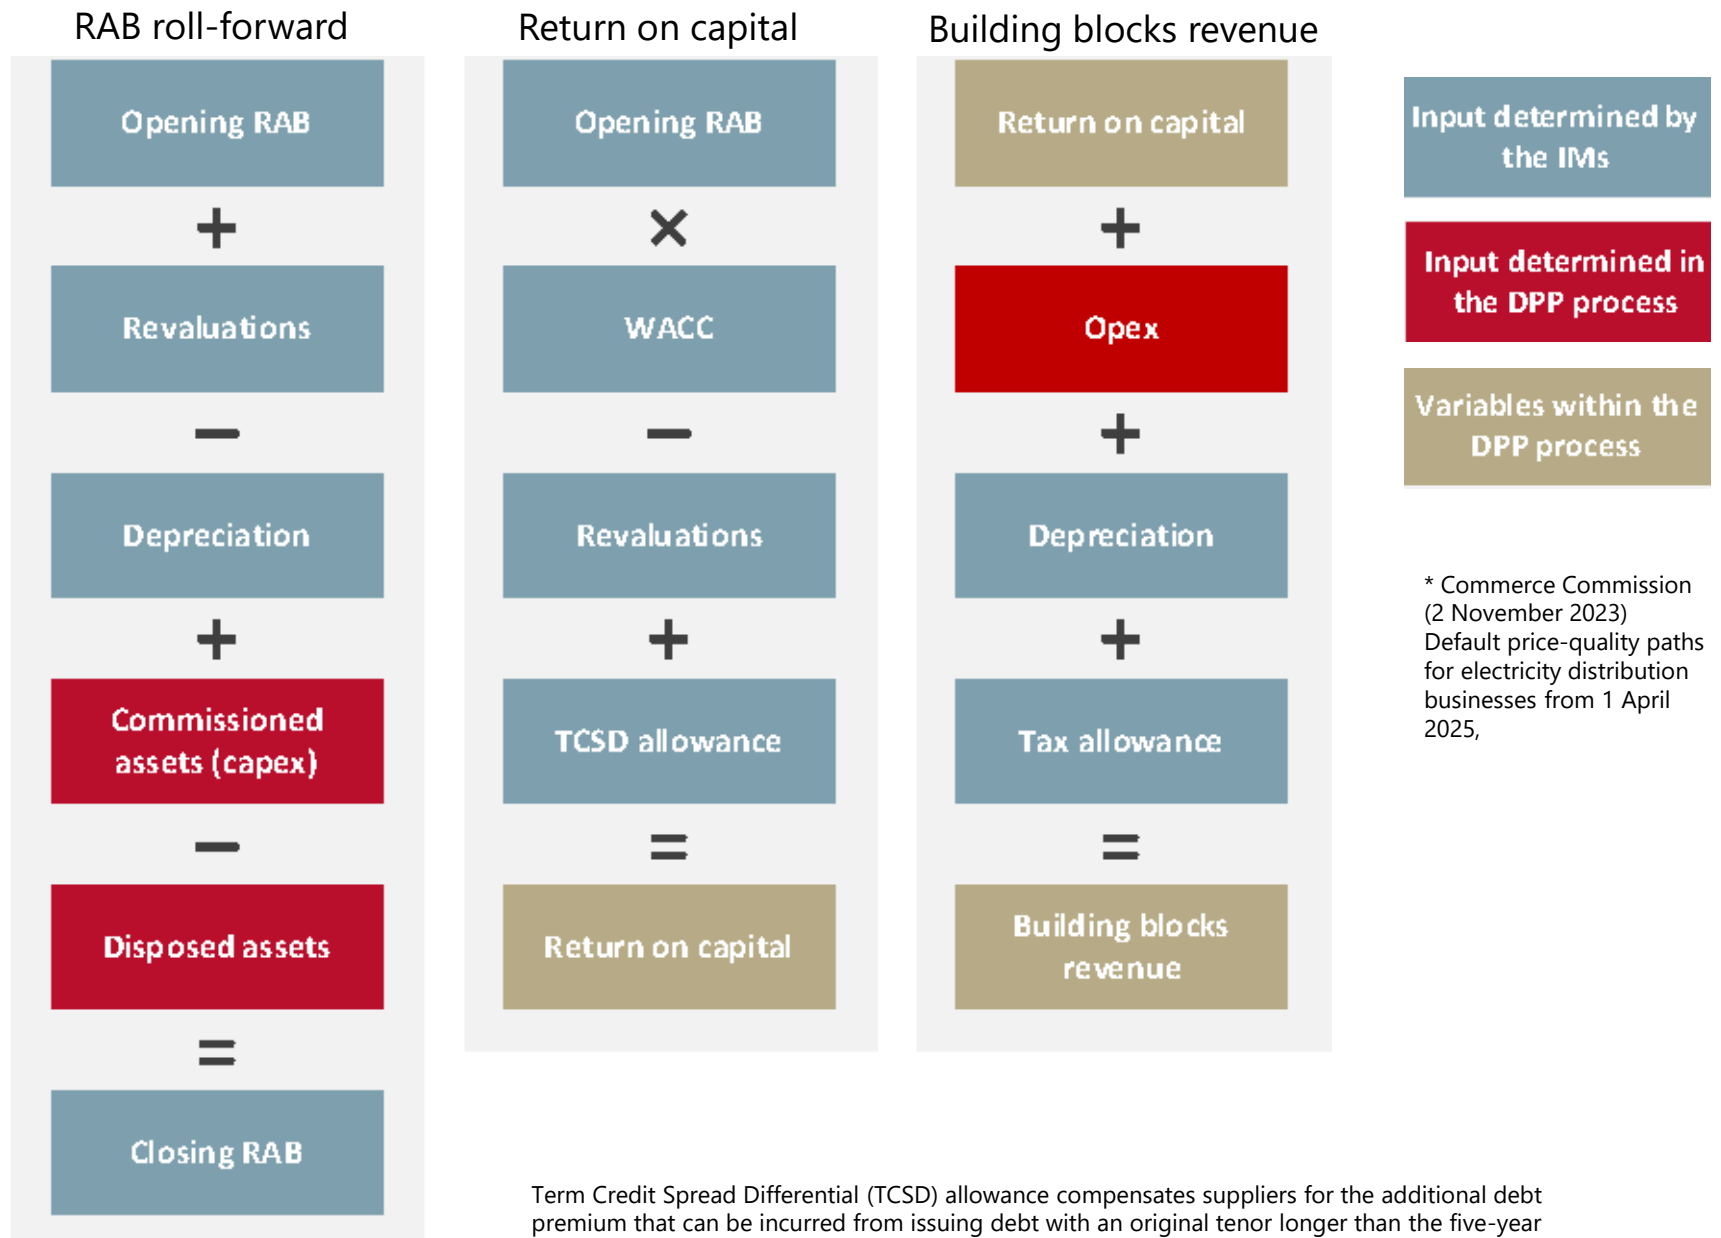 RAB roll-forward
Opening RAB
+
Revaluations
−
Depreciation
+
Commissioned
assets (capex)
−
Disposed assets
=
Closing RAB
Return on capital
Opening RAB
×
WACC
−
Revaluations
+
TCSD allowance
=
Return on capital
Building blocks revenue
Return on capital
+
Opex
+
Depreciation
+
Tax allowance
=
Building blocks
revenue
Input determined by
the IMs
Input determined in
the DPP process
Variables within the
DPP process
* Commerce Commission
(2 November 2023)
Default price-quality paths
for electricity distribution
businesses from 1 April
2025,
Term Credit Spread Differential (TCSD) allowance compensates suppliers for the additional debt
premium that can be incurred from issuing debt with an original tenor longer than the five-year